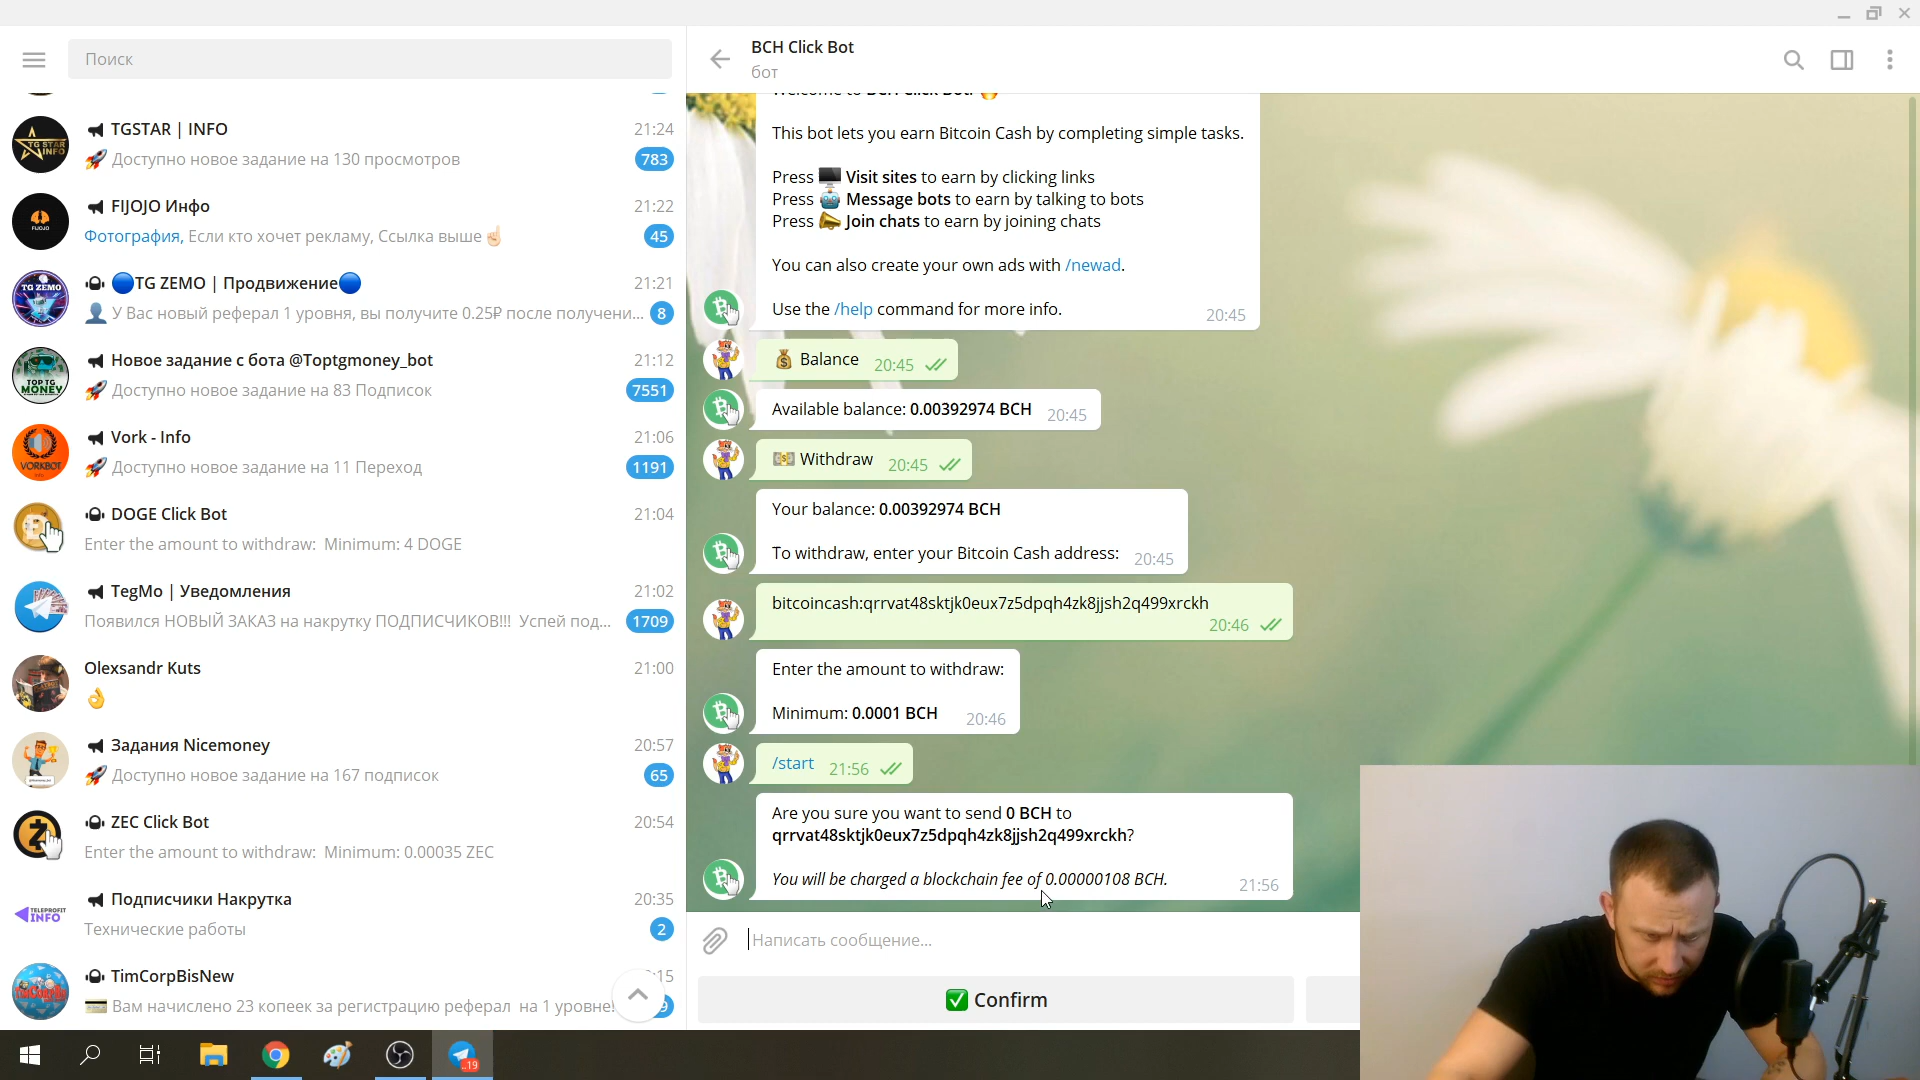 Поиск
TGSTAR | INFO 21:24
Доступно новое задание на 130 просмотров 783
FIJOJO Инфо 21:22
Фотография, Если кто хочет рекламу, Ссылка выше 45
TG ZEMO | Продвижение 21:21
У Вас новый реферал 1 уровня, вы получите 0.25₽ после получени... 8
Новое задание с бота @Toptgmoney_bot 21:12
Доступно новое задание на 83 Подписок 7551
Vork - Info 21:06
Доступно новое задание на 11 Переход 1191
DOGE Click Bot 21:04
Enter the amount to withdraw: Minimum: 4 DOGE
TegMo | Уведомления 21:02
Появился НОВЫЙ ЗАКАЗ на накрутку ПОДПИСЧИКОВ!!! Успей под... 1709
Olexsandr Kuts 21:00
Задания Nicemoney 20:57
Доступно новое задание на 167 подписок 65
ZEC Click Bot 20:54
Enter the amount to withdraw: Minimum: 0.00035 ZEC
Подписчики Накрутка 20:35
Технические работы 2
TimCorpBisNew
Вам начислено 23 копеек за регистрацию реферал на 1 уровне!
BCH Click Bot
бот
This bot lets you earn Bitcoin Cash by completing simple tasks.
Press Visit sites to earn by clicking links
Press Message bots to earn by talking to bots
Press Join chats to earn by joining chats
You can also create your own ads with /newad.
Use the /help command for more info. 20:45
Balance 20:45
Available balance: 0.00392974 BCH 20:45
Withdraw 20:45
Your balance: 0.00392974 BCH
To withdraw, enter your Bitcoin Cash address: 20:45
bitcoincash:qrrvat48sktjk0eux7z5dpqh4zk8jjsh2q499xrckh
20:46
Enter the amount to withdraw:
Minimum: 0.0001 BCH 20:46
/start 21:56
Are you sure you want to send 0 BCH to
qrrvat48sktjk0eux7z5dpqh4zk8jjsh2q499xrckh?
You will be charged a blockchain fee of 0.00000108 BCH. 21:56
Написать сообщение...
Confirm